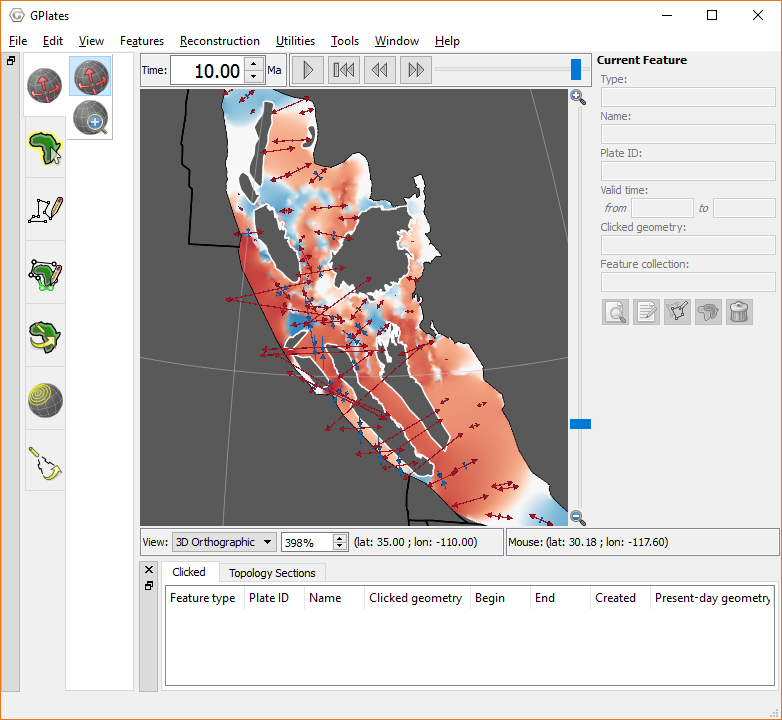 GPlates
File Edit View Features Reconstruction Utilities Tools Window Help
Time: 10.00 Ma
Current Feature
Type:
Name:
Plate ID:
Valid time:
from to
Clicked geometry:
Feature collection:
View: 3D Orthographic 398% (lat: 35.00 ; lon: -110.00) Mouse: (lat: 30.18 ; lon: -117.60)
Clicked Topology Sections
Feature type Plate ID Name Clicked geometry Begin End Created Present-day geometry